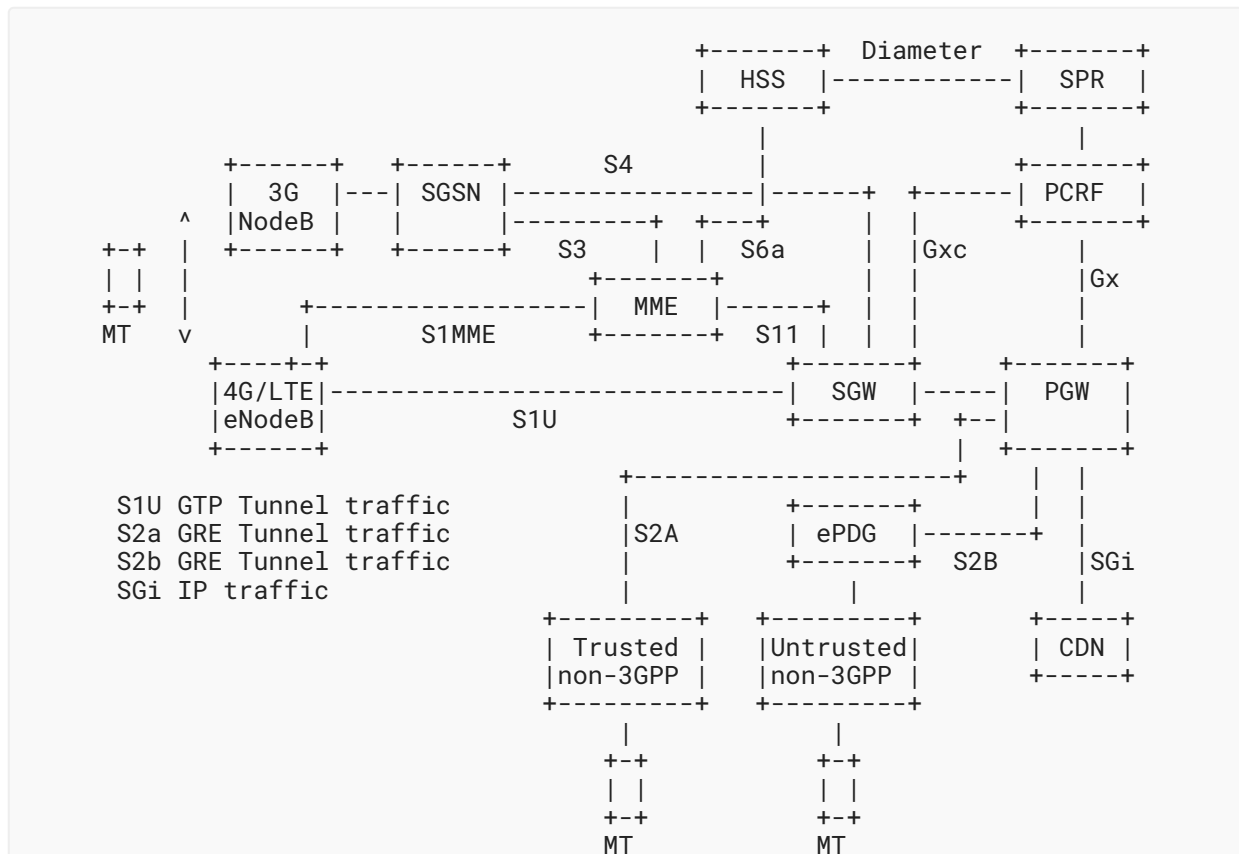 +-------+  Diameter  +-------+
                                        |  HSS  |------------|  SPR  |
                                        +-------+            +-------+
                                            |                    |
         +------+   +------+      S4        |                +-------+
         |  3G  |---| SGSN |----------------|------+  +------| PCRF  |
      ^  |NodeB |   |      |---------+  +---+      |  |      +-------+
 +-+  |  +------+   +------+   S3    |  |  S6a     |  |Gxc       |
 | |  |                          +-------+         |  |          |Gx
 +-+  |       +------------------|  MME  |------+  |  |          |
 MT   v       |       S1MME      +-------+  S11 |  |  |          |
        +----+-+                              +-------+     +-------+
        |4G/LTE|------------------------------|  SGW  |-----|  PGW  |
        |eNodeB|            S1U               +-------+  +--|       |
        +------+                                         |  +-------+
                                   +---------------------+    |  |
  S1U GTP Tunnel traffic           |          +-------+       |  |
  S2a GRE Tunnel traffic           |S2A       | ePDG  |-------+  |
  S2b GRE Tunnel traffic           |          +-------+  S2B     |SGi
  SGi IP traffic                   |              |              |
                              +---------+   +---------+       +-----+
                              | Trusted |   |Untrusted|       | CDN |
                              |non-3GPP |   |non-3GPP |       +-----+
                              +---------+   +---------+
                                   |             |
                                  +-+           +-+
                                  | |           | |
                                  +-+           +-+
                                  MT            MT